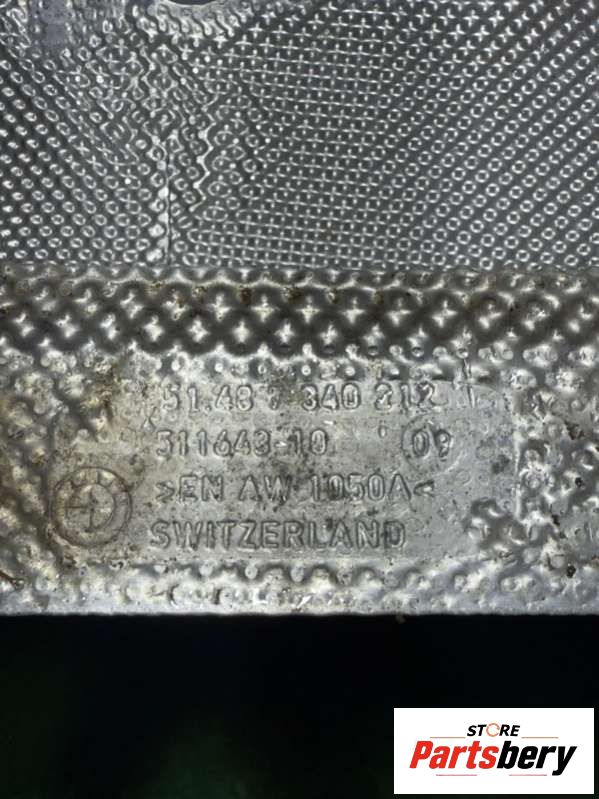 51.48 7 340 212
511643-10 09
>EN AW 1050A<
SWITZERLAND
STORE
Partsbery